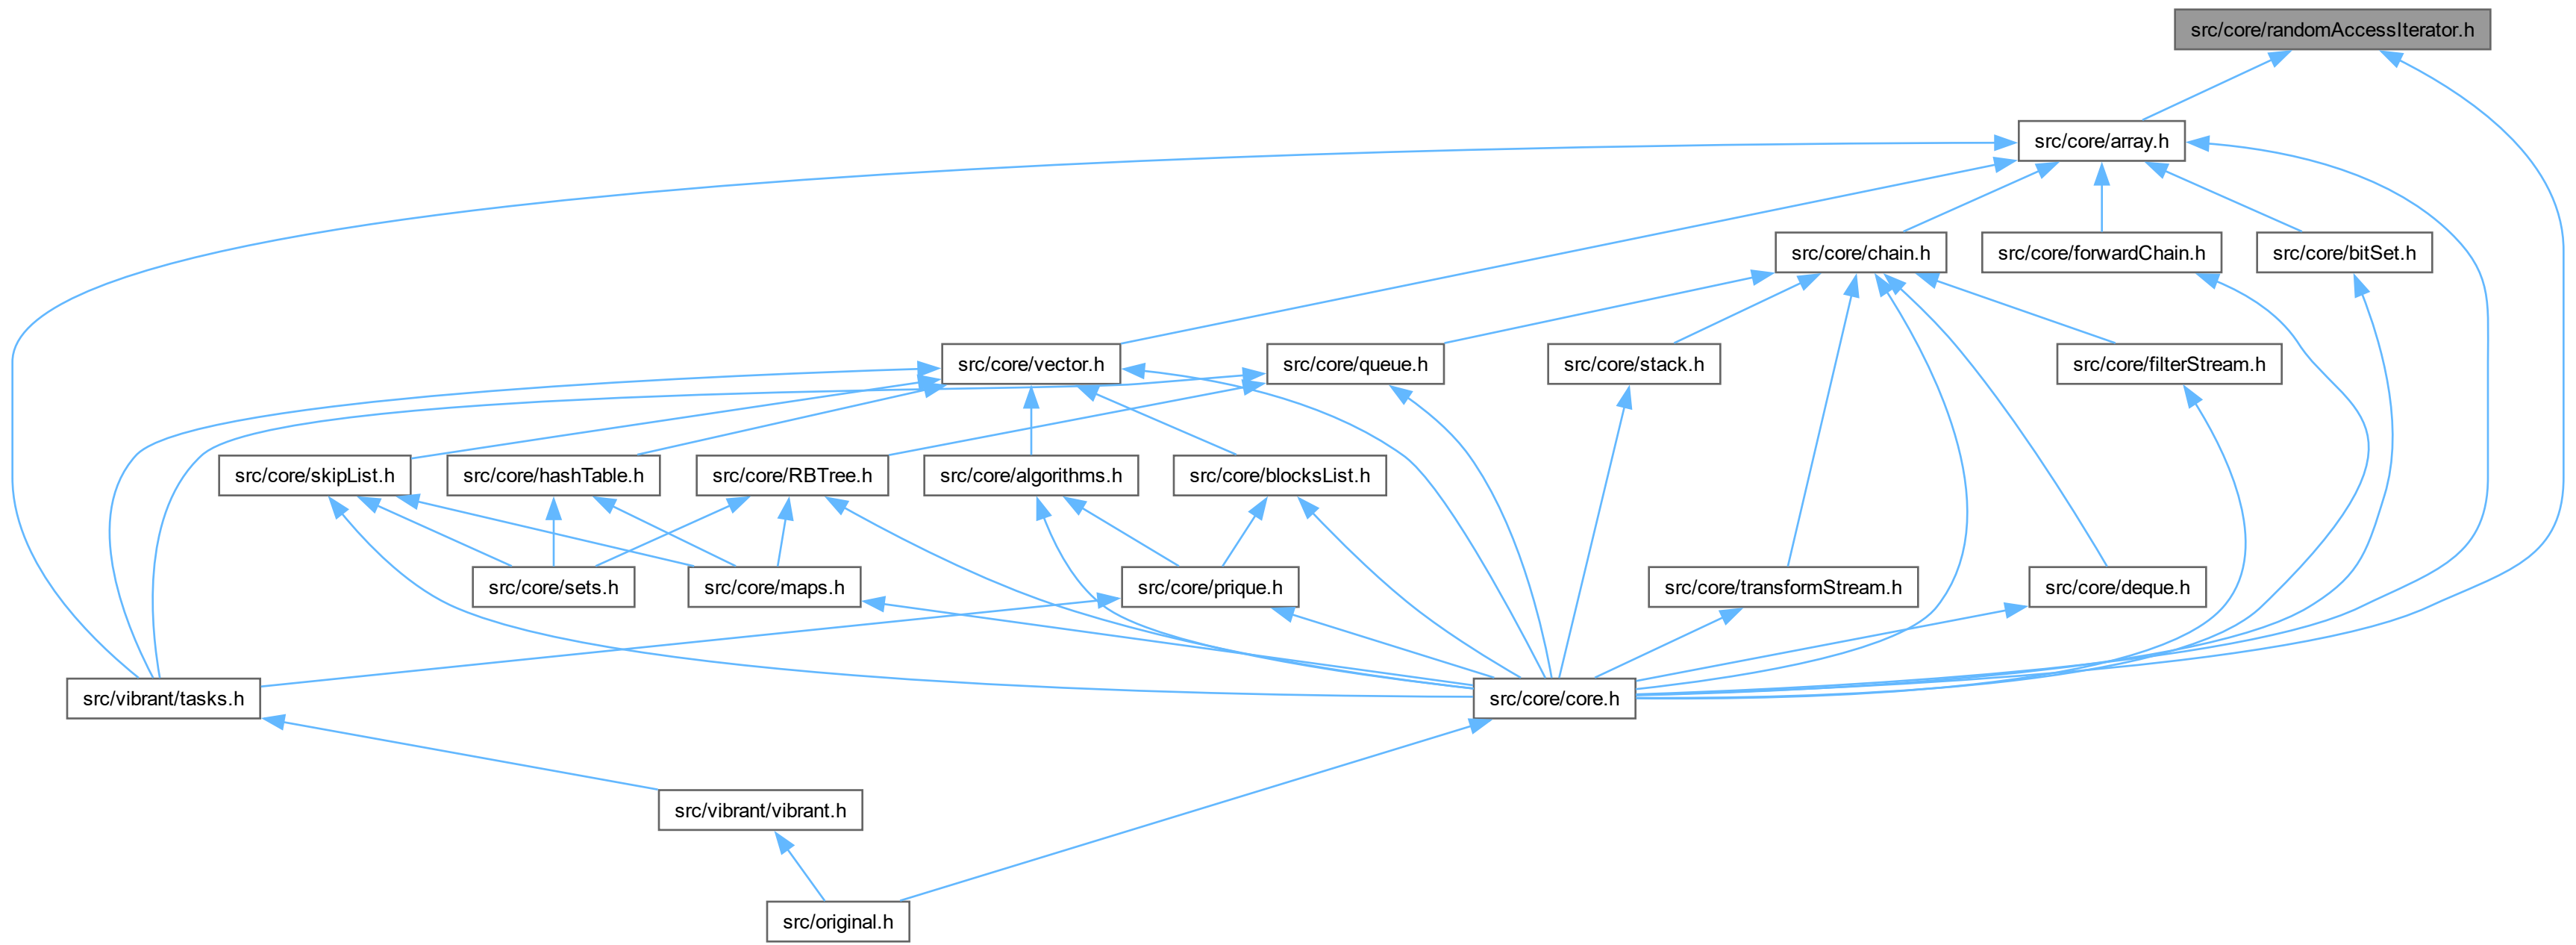 src/core/randomAccessIterator.h
src/core/array.h
src/core/chain.h
src/core/forwardChain.h
src/core/bitSet.h
src/core/vector.h
src/core/queue.h
src/core/stack.h
src/core/filterStream.h
src/core/skipList.h
src/core/hashTable.h
src/core/RBTree.h
src/core/algorithms.h
src/core/blocksList.h
src/core/sets.h
src/core/maps.h
src/core/prique.h
src/core/transformStream.h
src/core/deque.h
src/vibrant/tasks.h
src/core/core.h
src/vibrant/vibrant.h
src/original.h